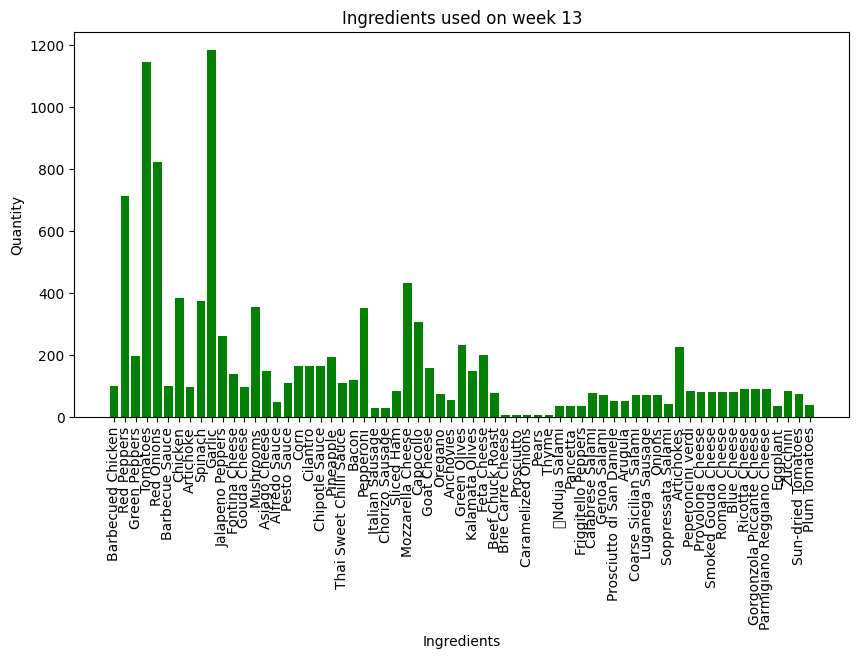 Ingredients used on week 13
Quantity
1200
1000
800
600
400
200
0
Barbecued Chicken
Red Peppers
Green Peppers
Tomatoes
Red Onions
Barbecue Sauce
Chicken
Artichoke
Spinach
Garlic
Jalapeno Peppers
Fontina Cheese
Gouda Cheese
Mushrooms
Asiago Cheese
Alfredo Sauce
Pesto Sauce
Corn
Cilantro
Chipotle Sauce
Pineapple
Thai Sweet Chilli Sauce
Bacon
Pepperoni
Italian Sausage
Chorizo Sausage
Sliced Ham
Mozzarella Cheese
Capocollo
Goat Cheese
Oregano
Anchovies
Green Olives
Kalamata Olives
Feta Cheese
Beef Chuck Roast
Brie Carre Cheese
Prosciutto
Caramelized Onions
Pears
Thyme
▯Nduja Salami
Pancetta
Friggitello Peppers
Calabrese Salami
Genoa Salami
Prosciutto di San Daniele
Arugula
Coarse Sicilian Salami
Luganega Sausage
Onions
Soppressata Salami
Artichokes
Peperoncini verdi
Provolone Cheese
Smoked Gouda Cheese
Romano Cheese
Blue Cheese
Ricotta Cheese
Gorgonzola Piccante Cheese
Parmigiano Reggiano Cheese
Eggplant
Zucchini
Sun-dried Tomatoes
Plum Tomatoes
Ingredients